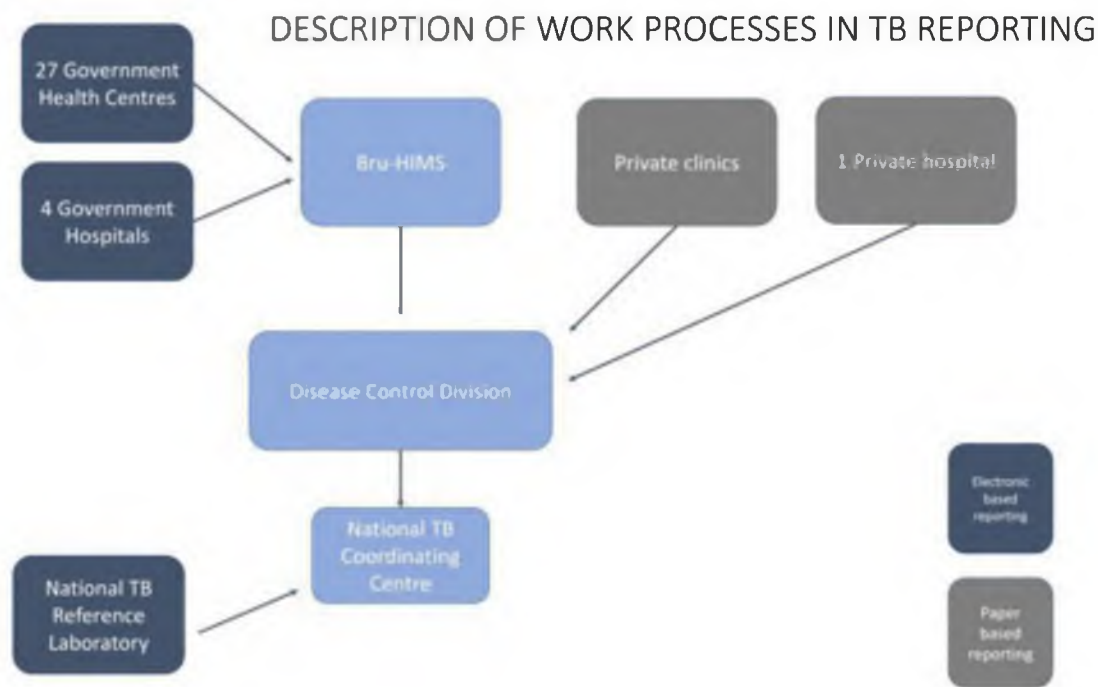 DESCRIPTION OF WORK PROCESSES IN TB REPORTING
27 Government
Health Centres
4 Government
Hospitals
Bru-HIMS
Private clinics
1 Private hospital
Disease Control Division
National TB
Coordinating
Centre
National TB
Reference
Laboratory
Electronic
based
reporting
Paper
based
reporting